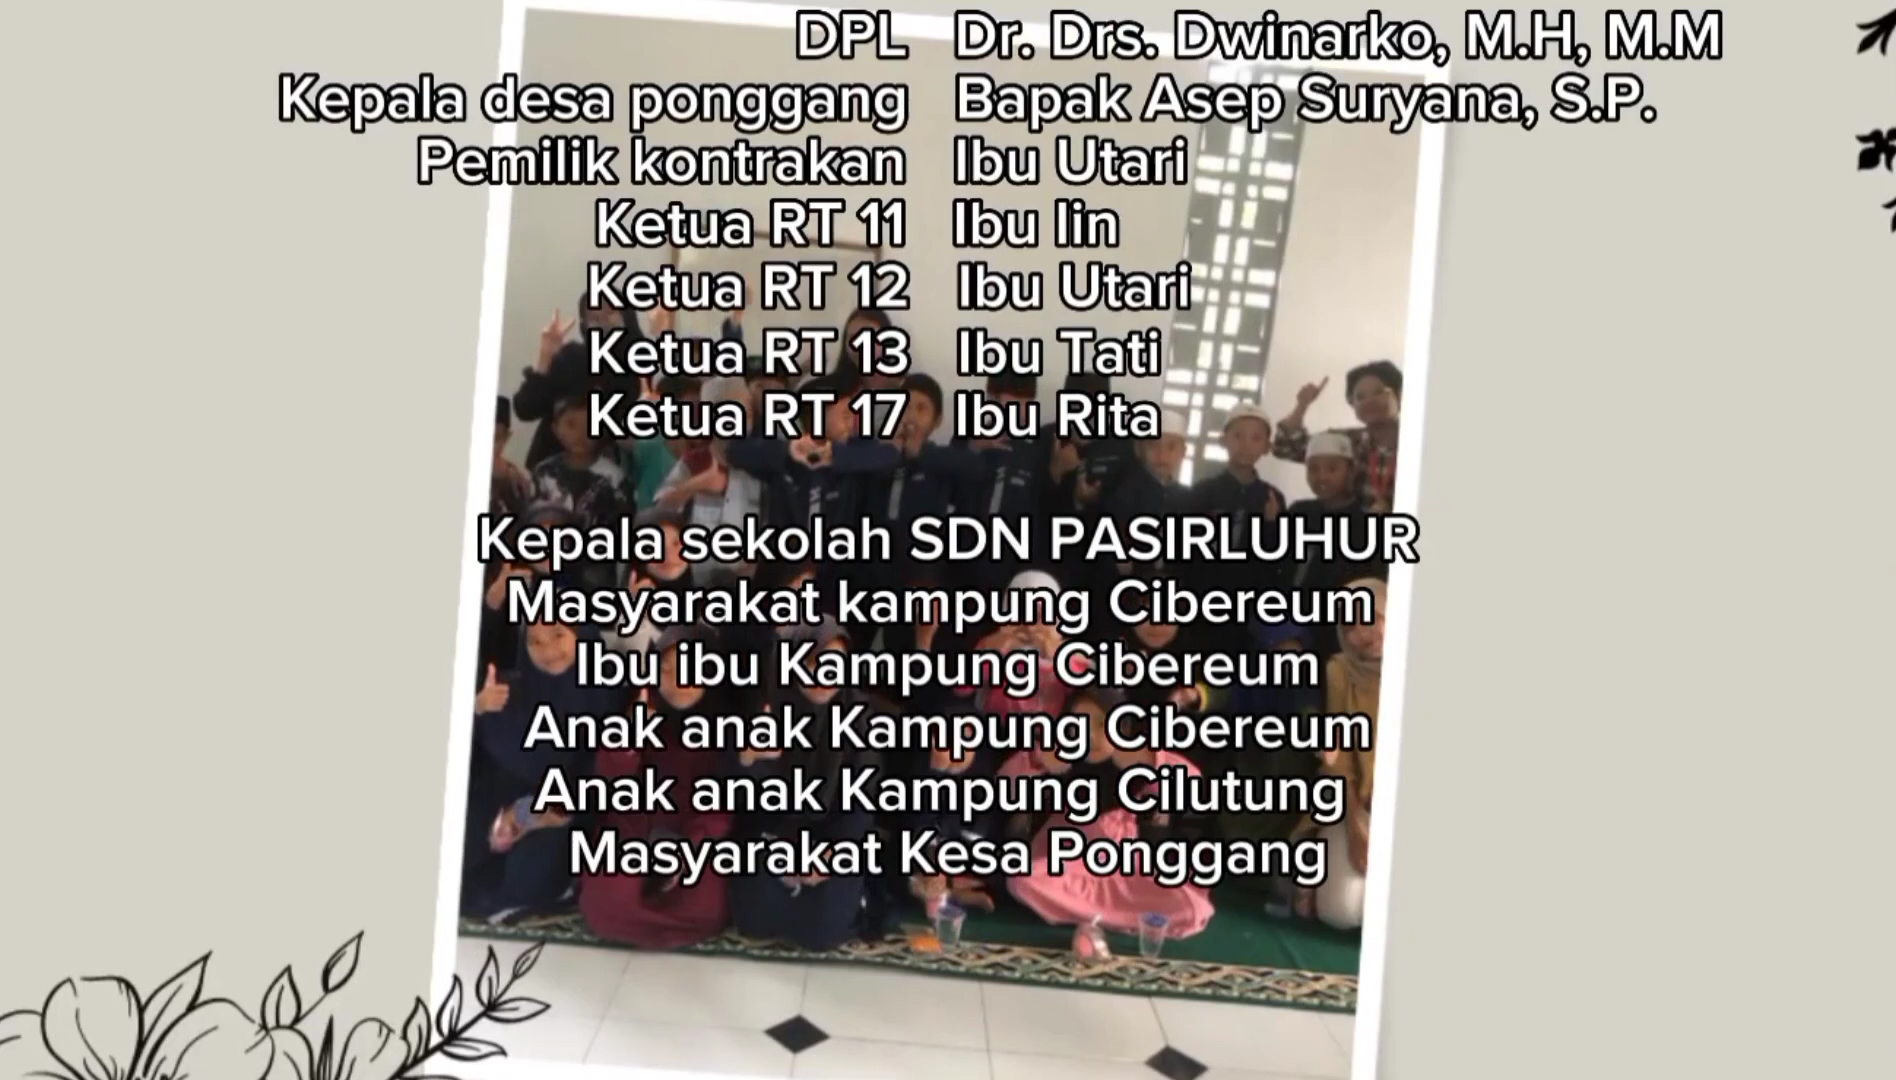 DPL Dr. Drs. Dwinarko, M.H, M.M
Kepala desa ponggang Bapak Asep Suryana, S.P.
Pemilik kontrakan Ibu Utari
Ketua RT 11 Ibu Iin
Ketua RT 12 Ibu Utari
Ketua RT 13 Ibu Tati
Ketua RT 17 Ibu Rita
Kepala sekolah SDN PASIRLUHUR
Masyarakat kampung Cibereum
Ibu ibu Kampung Cibereum
Anak anak Kampung Cibereum
Anak anak Kampung Cilutung
Masyarakat Kesa Ponggang